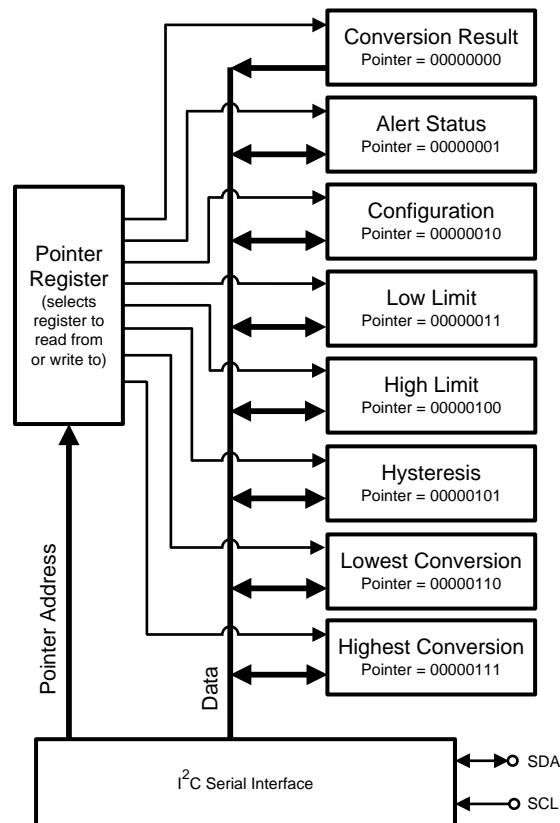 Conversion Result
Pointer = 00000000
Alert Status
Pointer = 00000001
Configuration
Pointer = 00000010
Low Limit
Pointer = 00000011
High Limit
Pointer = 00000100
Hysteresis
Pointer = 00000101
Lowest Conversion
Pointer = 00000110
Highest Conversion
Pointer = 00000111
Pointer
Register
(selects
register to
read from
or write to)
Pointer Address
Data
I²C Serial Interface
SDA
SCL